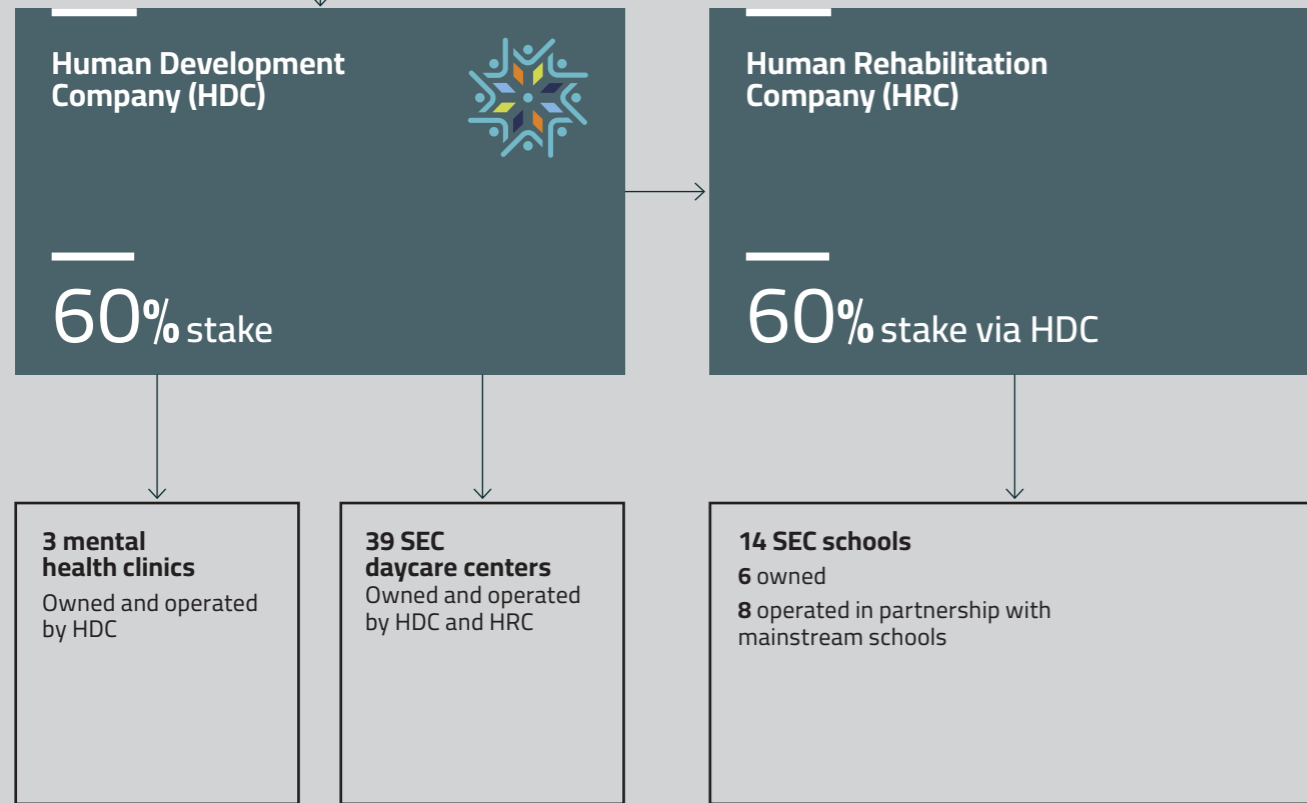 Human Development
Company (HDC)
60% stake
Human Rehabilitation
Company (HRC)
60% stake via HDC
3 mental
health clinics
Owned and operated
by HDC
39 SEC
daycare centers
Owned and operated
by HDC and HRC
14 SEC schools
6 owned
8 operated in partnership with
mainstream schools